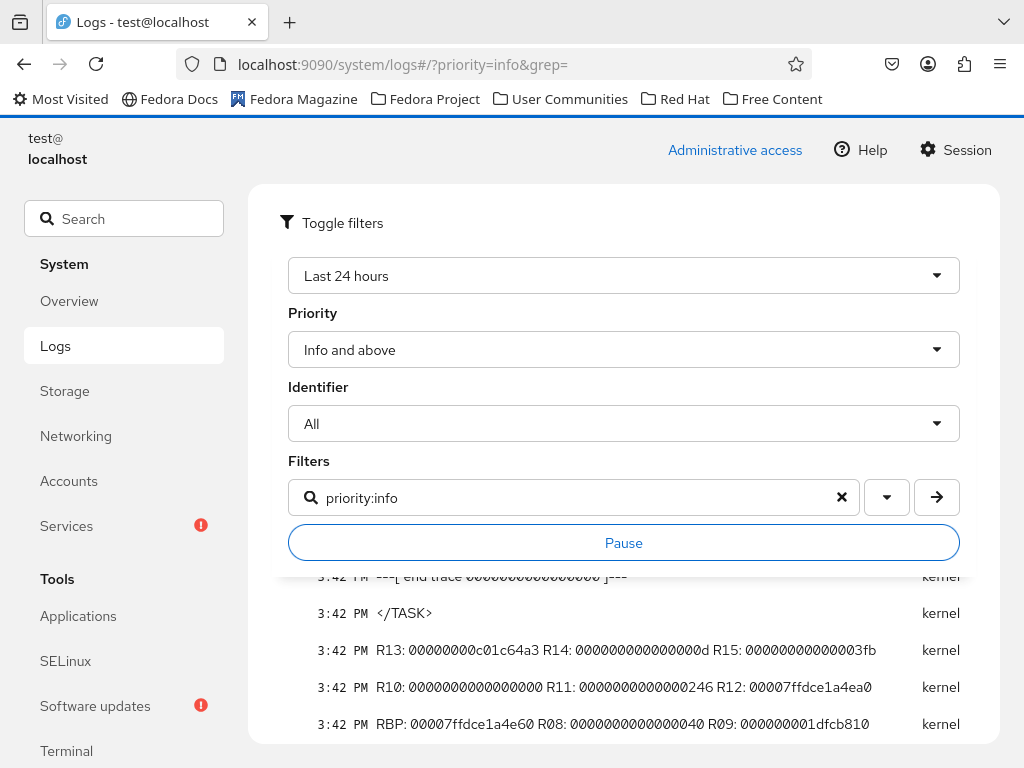 Logs - test@localhost
localhost:9090/system/logs#/?priority=info&grep=
Most Visited Fedora Docs Fedora Magazine Fedora Project User Communities Red Hat Free Content
test@
localhost
Administrative access Help Session
Search
System
Overview
Logs
Storage
Networking
Accounts
Services
Tools
Applications
SELinux
Software updates
Terminal
Toggle filters
Last 24 hours
Priority
Info and above
Identifier
All
Filters
priority:info
Pause
3:42 PM ---[ end trace 0000000000000000 ]--- kernel
3:42 PM </TASK> kernel
3:42 PM R13: 00000000c01c64a3 R14: 000000000000000d R15: 00000000000003fb kernel
3:42 PM R10: 0000000000000000 R11: 0000000000000246 R12: 00007ffdce1a4ea0 kernel
3:42 PM RBP: 00007ffdce1a4e60 R08: 0000000000000040 R09: 000000001dfcb810 kernel